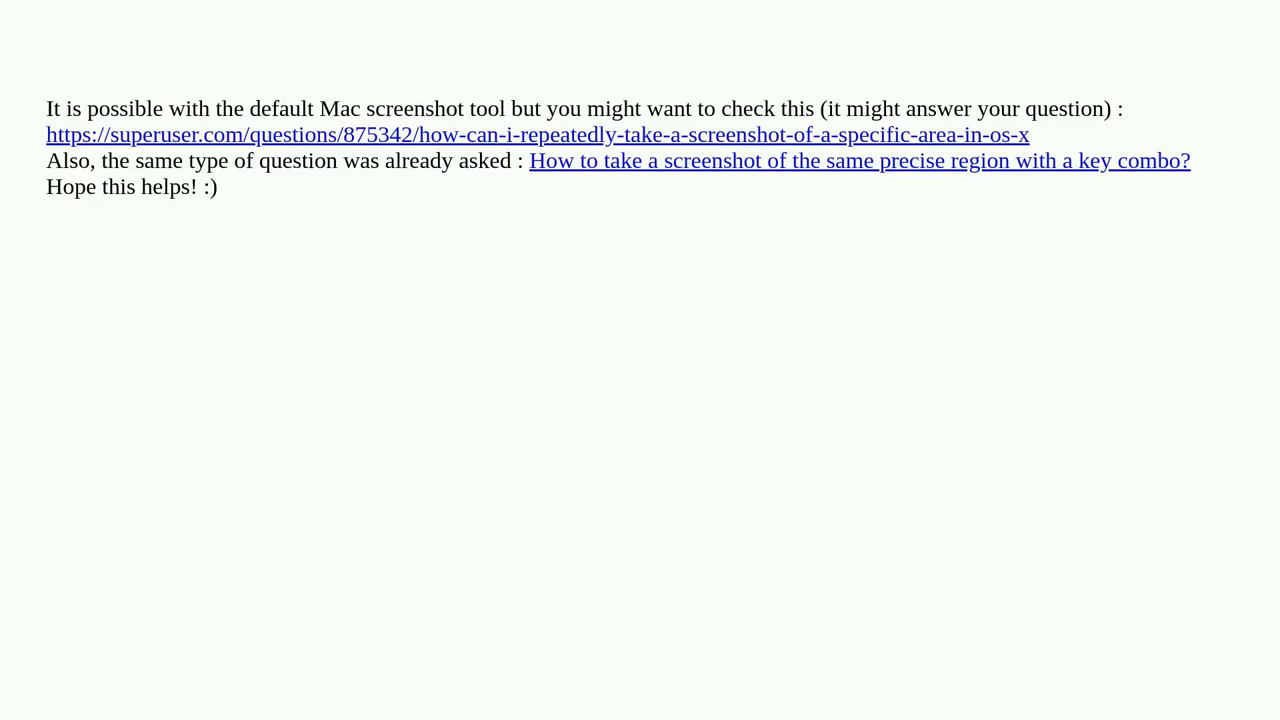 It is possible with the default Mac screenshot tool but you might want to check this (it might answer your question) :
https://superuser.com/questions/875342/how-can-i-repeatedly-take-a-screenshot-of-a-specific-area-in-os-x
Also, the same type of question was already asked : How to take a screenshot of the same precise region with a key combo?
Hope this helps! :)